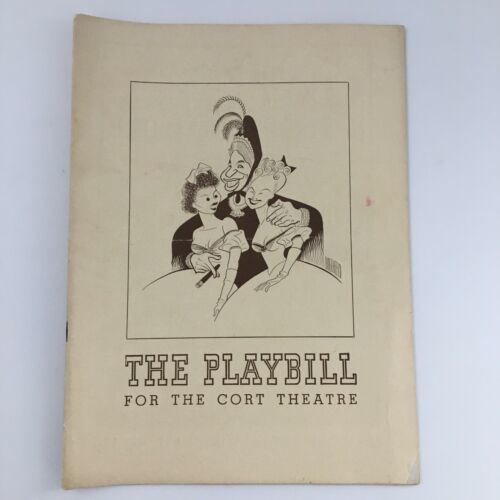 THE PLAYBILL
FOR THE CORT THEATRE